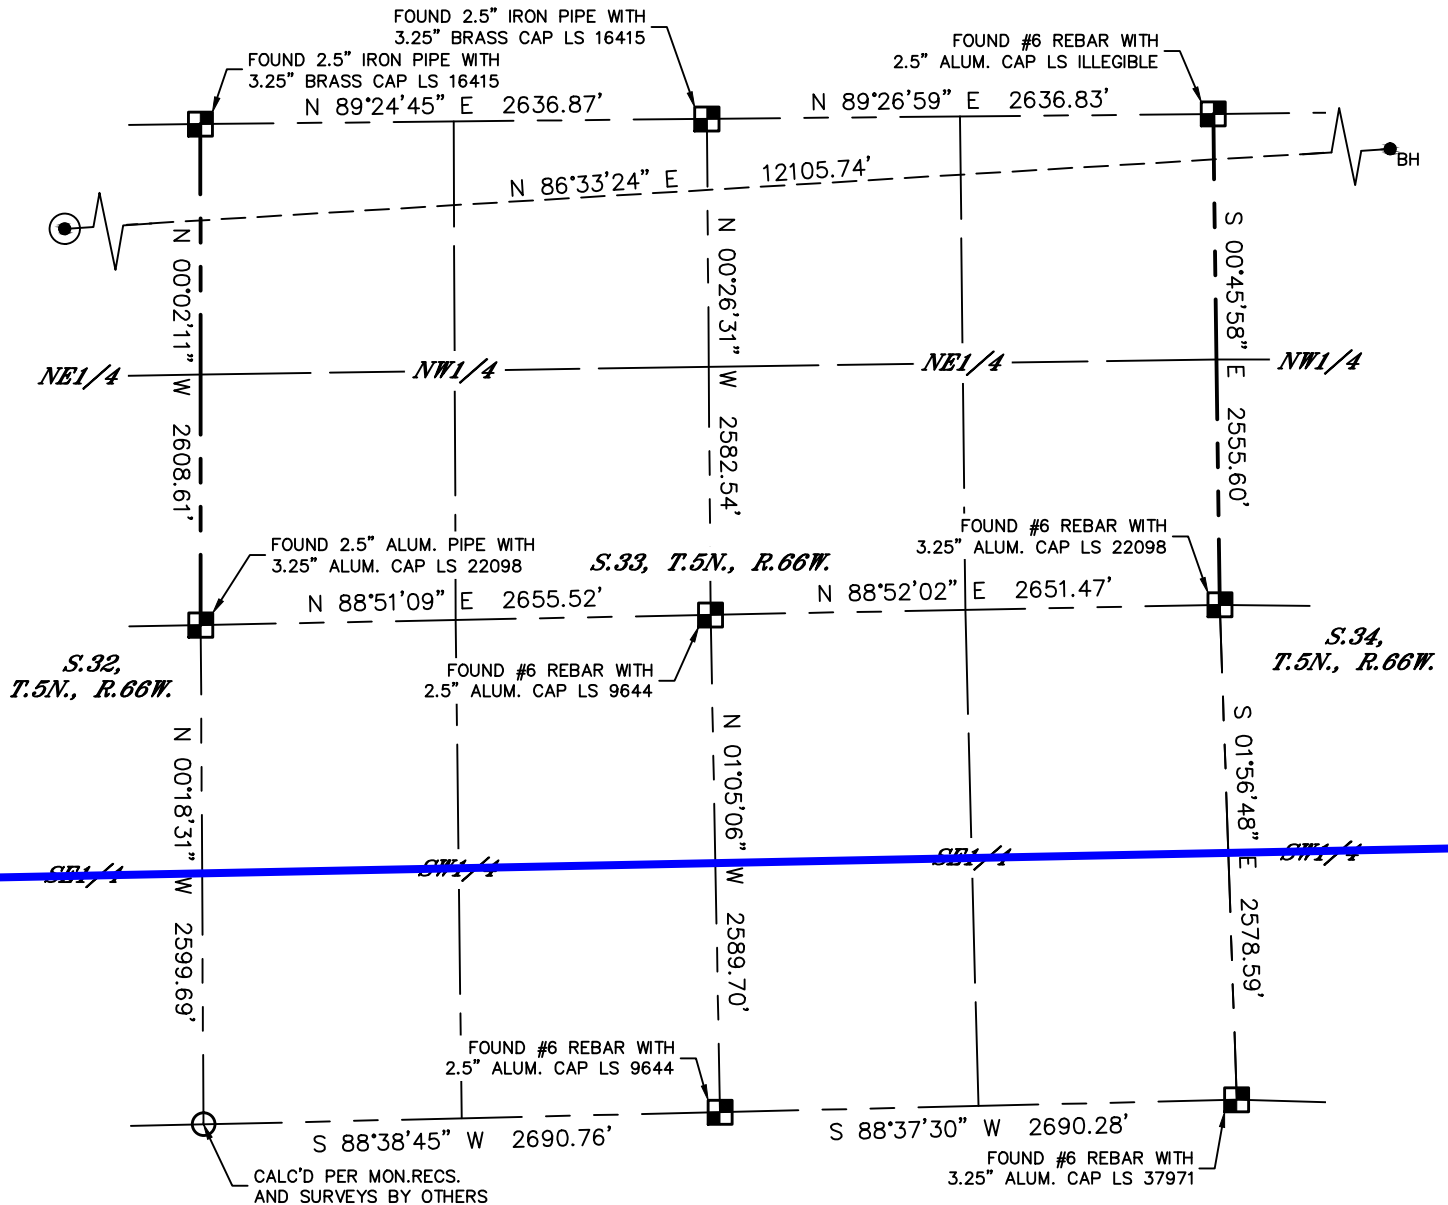 FOUND 2.5" IRON PIPE WITH
3.25" BRASS CAP LS 16415
FOUND 2.5" IRON PIPE WITH
3.25" BRASS CAP LS 16415
FOUND #6 REBAR WITH
2.5" ALUM. CAP LS ILLEGIBLE
N 89°24'45" E 2636.87'
N 89°26'59" E 2636.83'
BH
N 86°33'24" E 12105.74'
N 00°02'11" W 2608.61'
N 00°26'31" W 2582.54'
S 00°45'58" E 2555.60'
NE1/4
NW1/4
NE1/4
NW1/4
FOUND 2.5" ALUM. PIPE WITH
3.25" ALUM. CAP LS 22098
S.33, T.5N., R.66W.
FOUND #6 REBAR WITH
3.25" ALUM. CAP LS 22098
N 88°51'09" E 2655.52'
N 88°52'02" E 2651.47'
S.32,
T.5N., R.66W.
FOUND #6 REBAR WITH
2.5" ALUM. CAP LS 9644
S.34,
T.5N., R.66W.
N 00°18'31" W 2599.69'
N 01°05'06" W 2589.70'
S 01°56'48" E 2578.59'
SE1/4
SW1/4
SE1/4
SW1/4
FOUND #6 REBAR WITH
2.5" ALUM. CAP LS 9644
S 88°38'45" W 2690.76'
S 88°37'30" W 2690.28'
CALC'D PER MON.RECS.
AND SURVEYS BY OTHERS
FOUND #6 REBAR WITH
3.25" ALUM. CAP LS 37971